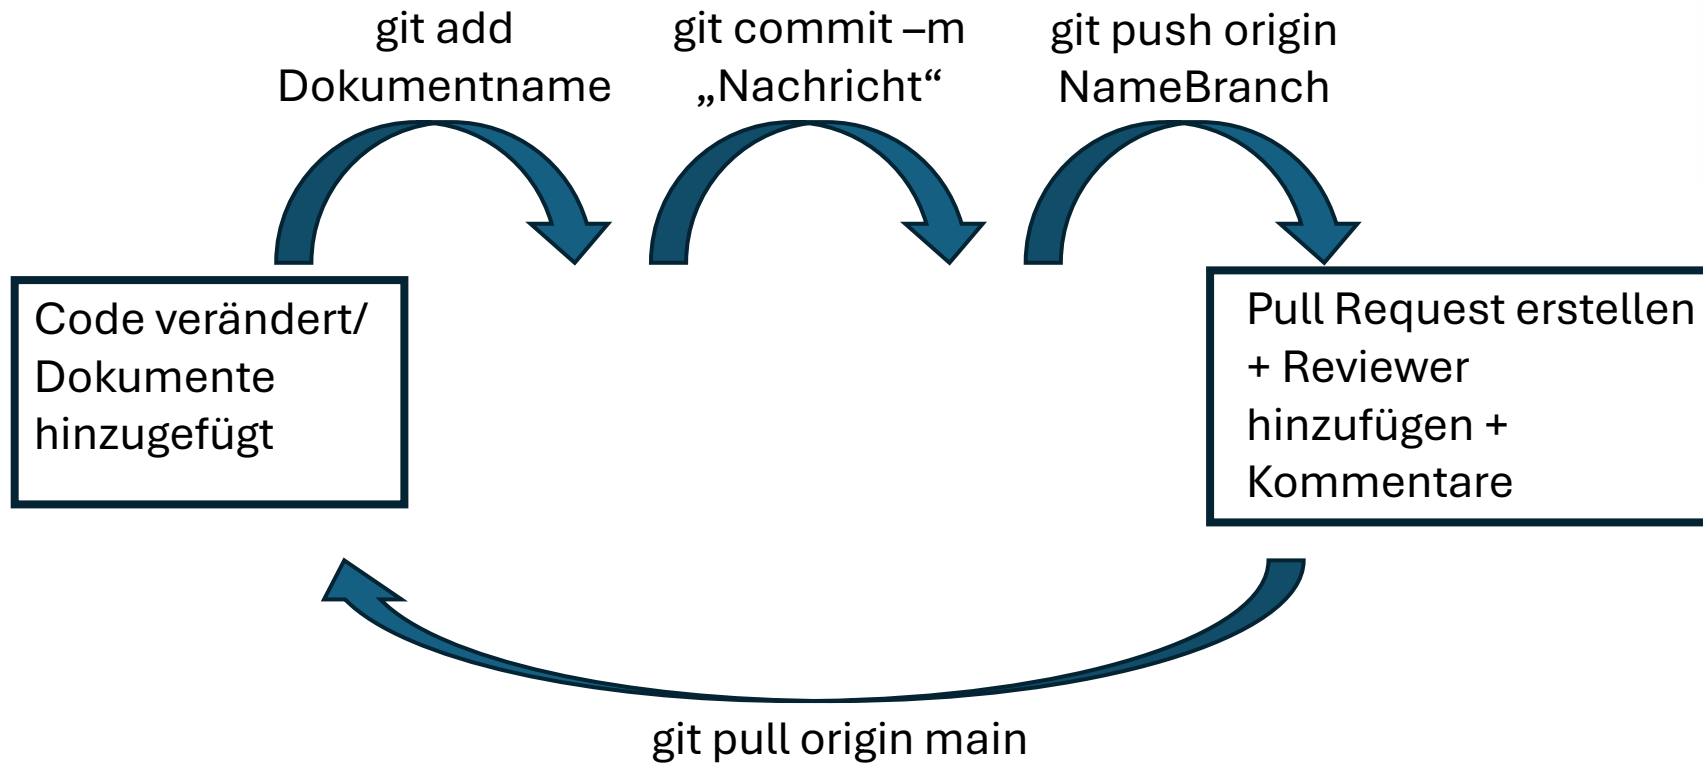 git add
Dokumentname
git commit –m
„Nachricht“
git push origin
NameBranch
Code verändert/
Dokumente
hinzugefügt
Pull Request erstellen
+ Reviewer
hinzufügen +
Kommentare
git pull origin main